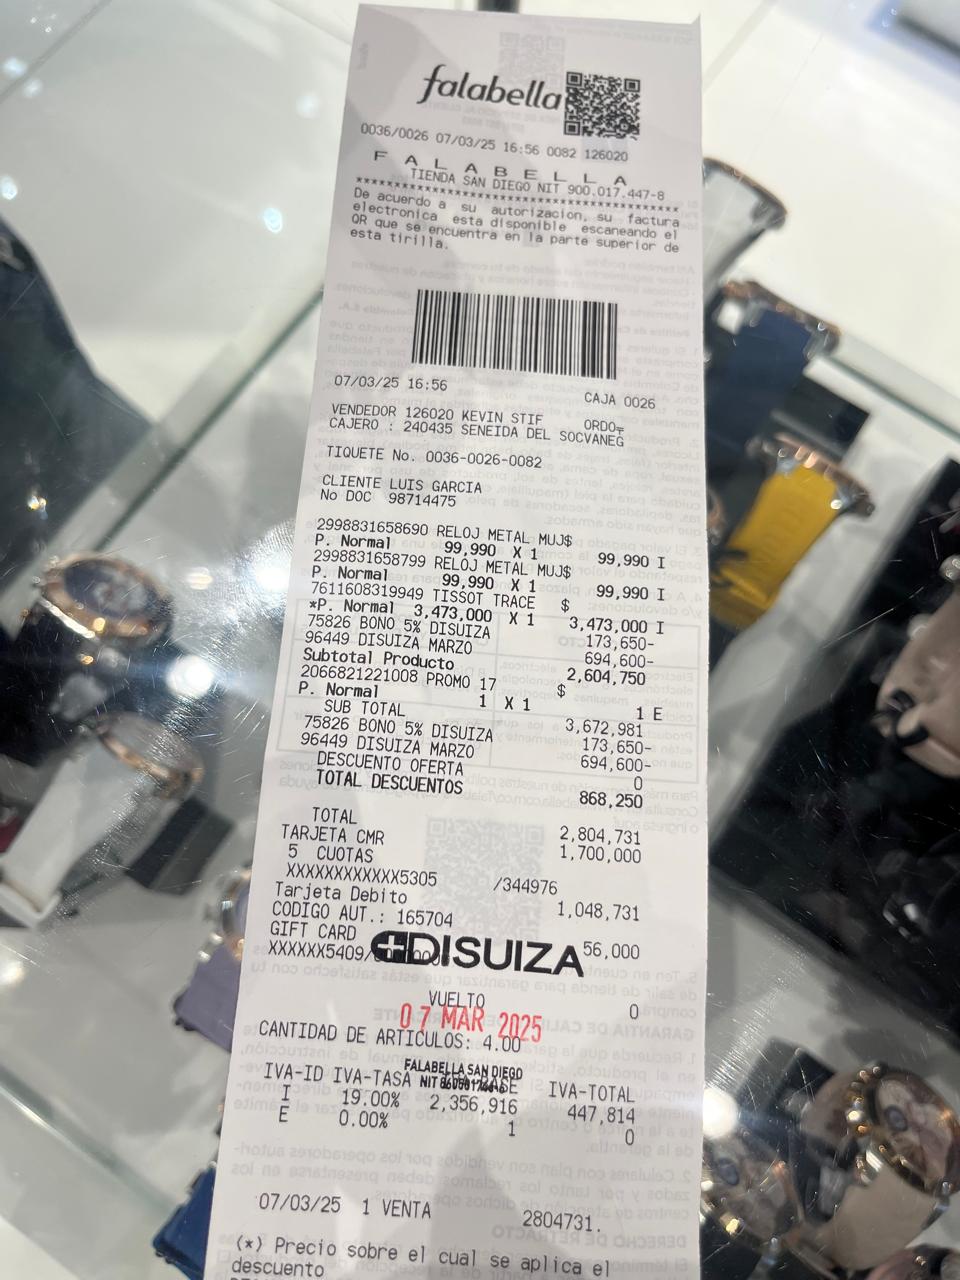 falabella
0036/0026 07/03/25 16:56 0082 126020
F A L A B E L L A
TIENDA SAN DIEGO NIT 900.017.447-8
****************************************
De acuerdo a su autorizacion, su factura
electronica esta disponible escaneando el
QR que se encuentra en la parte superior de
esta tirilla.
07/03/25 16:56 CAJA 0026
VENDEDOR 126020 KEVIN STIF ORDO
CAJERO : 240435 SENEIDA DEL SOCVANEG
TIQUETE No. 0036-0026-0082
CLIENTE LUIS GARCIA
No DOC 98714475
2998831658690 RELOJ METAL MUJ$
P. Normal 99,990 X 1 99,990 I
2998831658799 RELOJ METAL MUJ$
P. Normal 99,990 X 1 99,990 I
7611608319949 TISSOT TRACE $
*P. Normal 3,473,000 X 1 3,473,000 I
75826 BONO 5% DISUIZA 173,650-
96449 DISUIZA MARZO 694,600-
Subtotal Producto 2,604,750
2066821221008 PROMO 17 $
P. Normal 1 X 1 1 E
SUB TOTAL 3,672,981
75826 BONO 5% DISUIZA 173,650-
96449 DISUIZA MARZO 694,600-
DESCUENTO OFERTA 0
TOTAL DESCUENTOS 868,250
TOTAL 2,804,731
TARJETA CMR 1,700,000
5 CUOTAS
XXXXXXXXXXXX5305 /344976
Tarjeta Debito 1,048,731
CODIGO AUT.: 165704
GIFT CARD 56,000
XXXXXX5409/
DISUIZA
VUELTO 0
07 MAR 2025
CANTIDAD DE ARTICULOS: 4.00
FALABELLA SAN DIEGO
NIT
IVA-ID IVA-TASA IVA-TOTAL
I 19.00% 2,356,916 447,814
E 0.00% 1 0
07/03/25 1 VENTA 2804731.
(*) Precio sobre el cual se aplica el
descuento